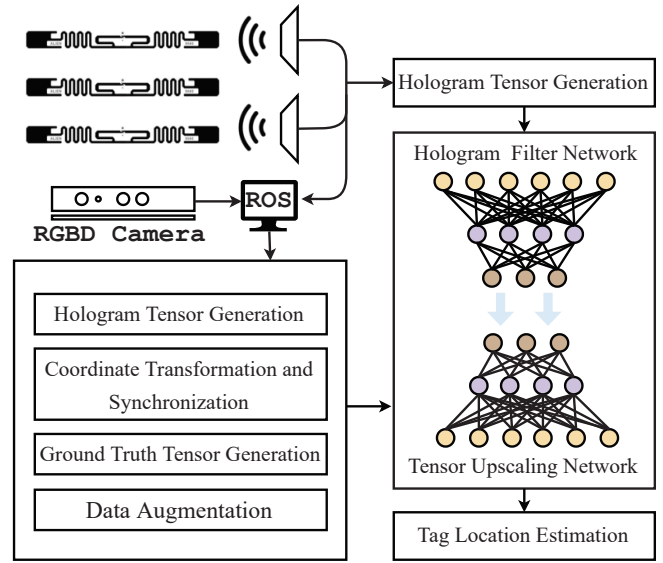 Hologram Tensor Generation
Hologram Filter Network
ROS
RGBD Camera
Hologram Tensor Generation
Coordinate Transformation and
Synchronization
Ground Truth Tensor Generation
Data Augmentation
Tensor Upscaling Network
Tag Location Estimation